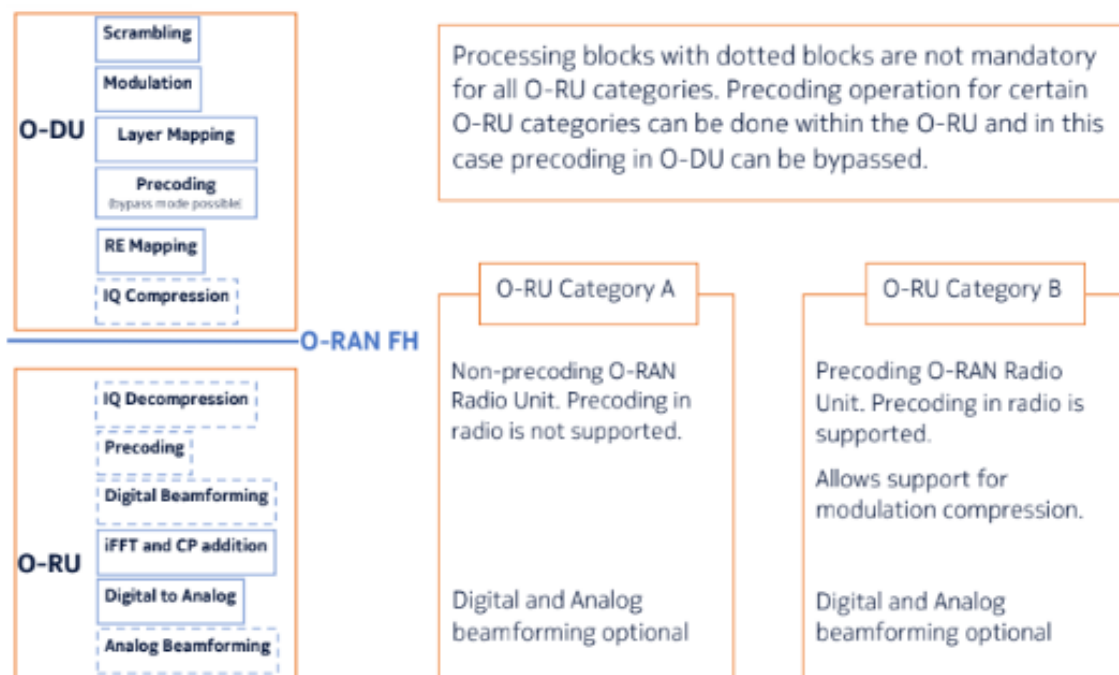 Scrambling
Modulation
O-DU
Layer Mapping
Precoding
(bypass mode possible)
RE Mapping
IQ Compression
O-RAN FH
IQ Decompression
Precoding
Digital Beamforming
O-RU
iFFT and CP addition
Digital to Analog
Analog Beamforming
Processing blocks with dotted blocks are not mandatory
for all O-RU categories. Precoding operation for certain
O-RU categories can be done within the O-RU and in this
case precoding in O-DU can be bypassed.
O-RU Category A
Non-precoding O-RAN
Radio Unit. Precoding in
radio is not supported.
Digital and Analog
beamforming optional
O-RU Category B
Precoding O-RAN Radio
Unit. Precoding in radio is
supported.
Allows support for
modulation compression.
Digital and Analog
beamforming optional